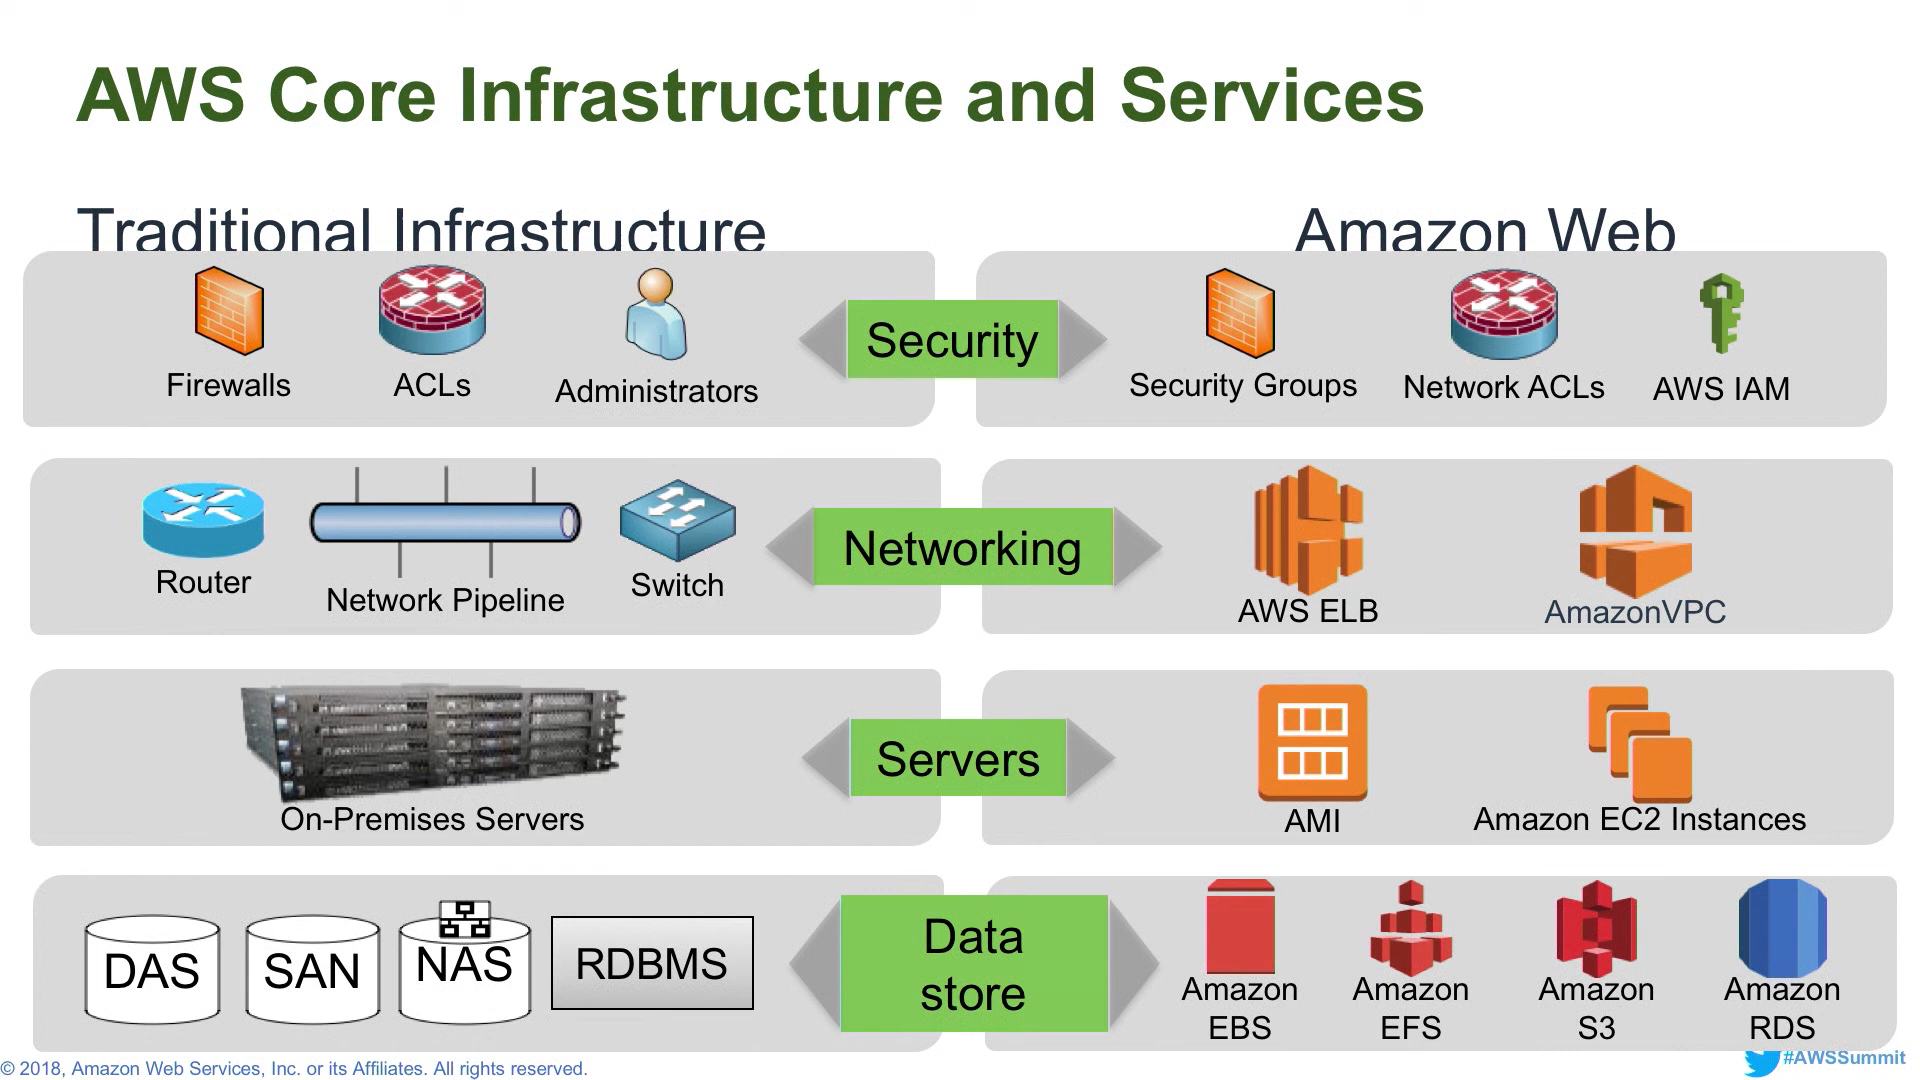 AWS Core Infrastructure and Services
Traditional Infrastructure
Amazon Web
Firewalls
ACLs
Administrators
Security
Security Groups
Network ACLs
AWS IAM
Router
Network Pipeline
Switch
Networking
AWS ELB
AmazonVPC
On-Premises Servers
Servers
AMI
Amazon EC2 Instances
DAS
SAN
NAS
RDBMS
Data
store
Amazon
EBS
Amazon
EFS
Amazon
S3
Amazon
RDS
© 2018, Amazon Web Services, Inc. or its Affiliates. All rights reserved.
#AWSSummit